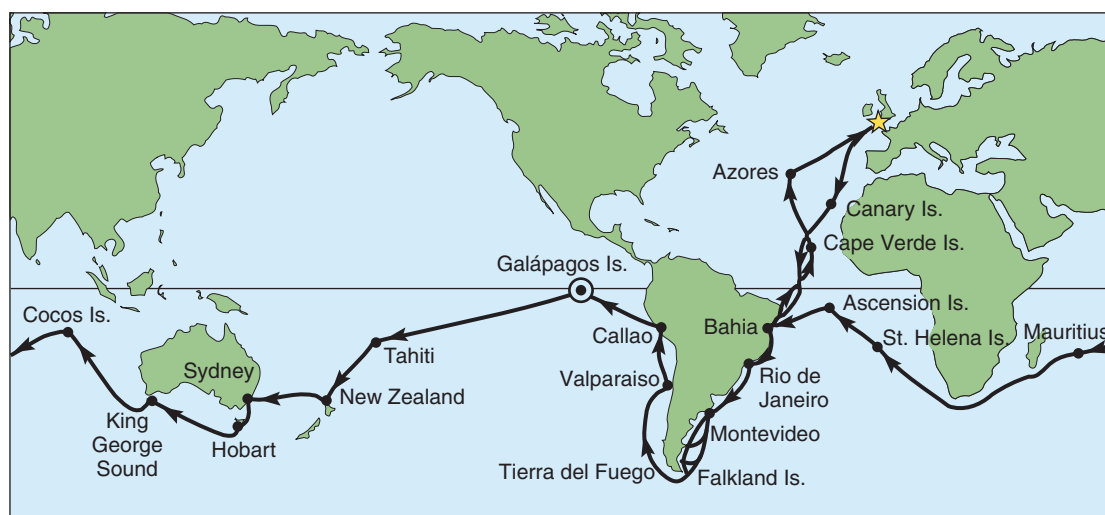 Azores
Canary Is.
Cape Verde Is.
Galápagos Is.
Cocos Is.
Ascension Is.
Callao
Bahia
St. Helena Is.
Mauritius
Tahiti
Sydney
Valparaiso
Rio de
Janeiro
New Zealand
King
George
Sound
Hobart
Montevideo
Tierra del Fuego
Falkland Is.